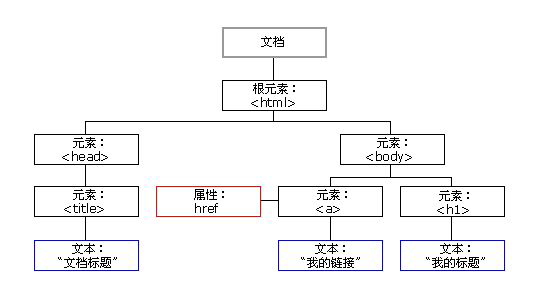 文档
根元素：
<html>
元素：
<head>
元素：
<body>
元素：
<title>
属性：
href
元素：
<a>
元素：
<h1>
文本：
“文档标题”
文本：
“我的链接”
文本：
“我的标题”